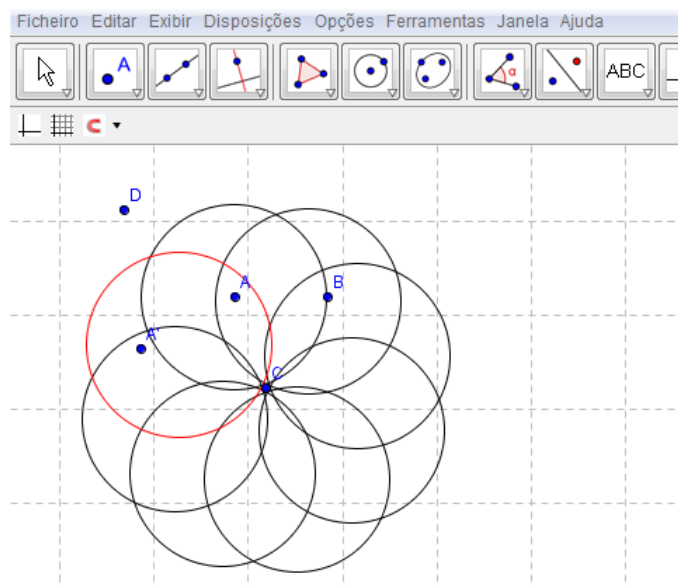 Ficheiro Editar Exibir Disposições Opções Ferramentas Janela Ajuda
A α ABC
D
A B
A'
C